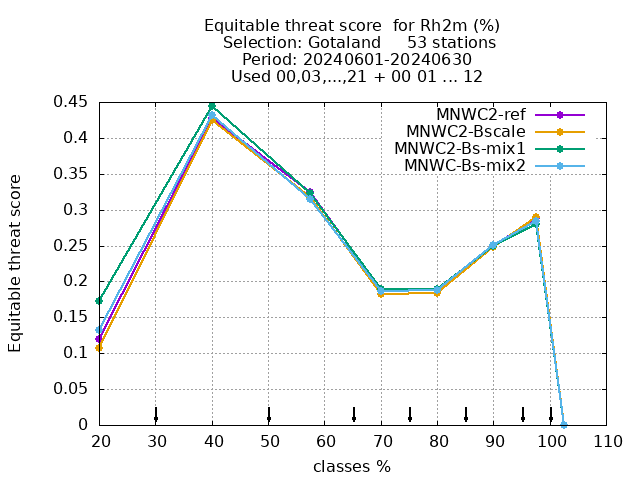 Equitable threat score  for Rh2m (%)
Selection: Gotaland     53 stations
Period: 20240601-20240630
Used 00,03,...,21 + 00 01 ... 12
MNWC2-ref
MNWC2-Bscale
MNWC2-Bs-mix1
MNWC-Bs-mix2
Equitable threat score
0.45
0.4
0.35
0.3
0.25
0.2
0.15
0.1
0.05
0
20 30 40 50 60 70 80 90 100 110
classes %